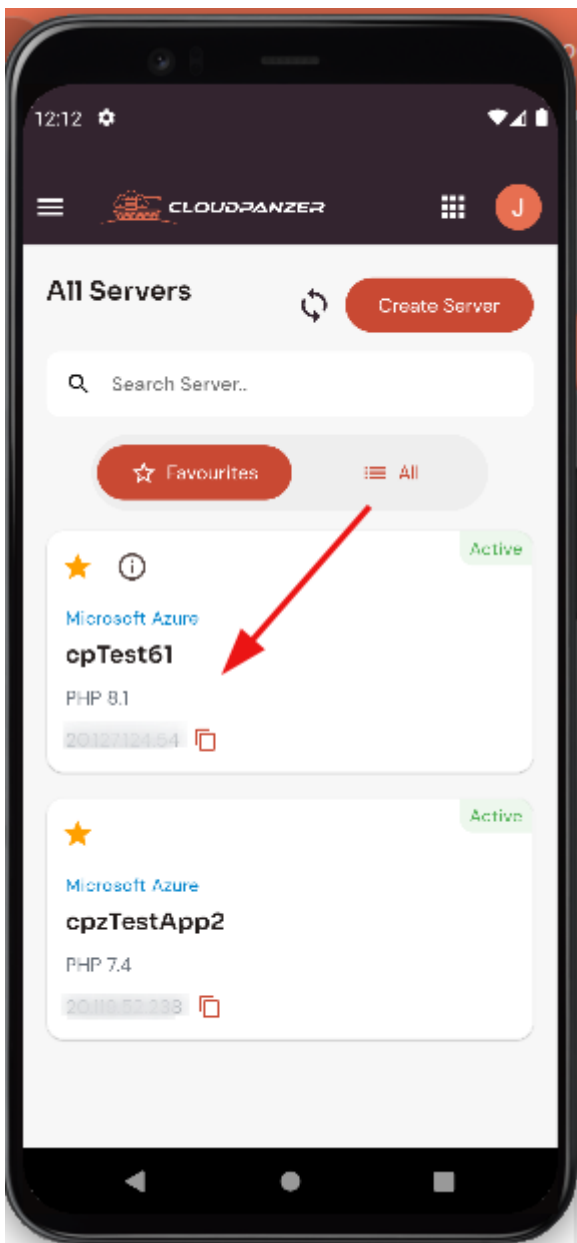 12:12
CLOUDPANZER
J
All Servers
Create Server
Search Server..
Favourites
All
Active
Microsoft Azure
cpTest61
PHP 8.1
Active
Microsoft Azure
cpzTestApp2
PHP 7.4